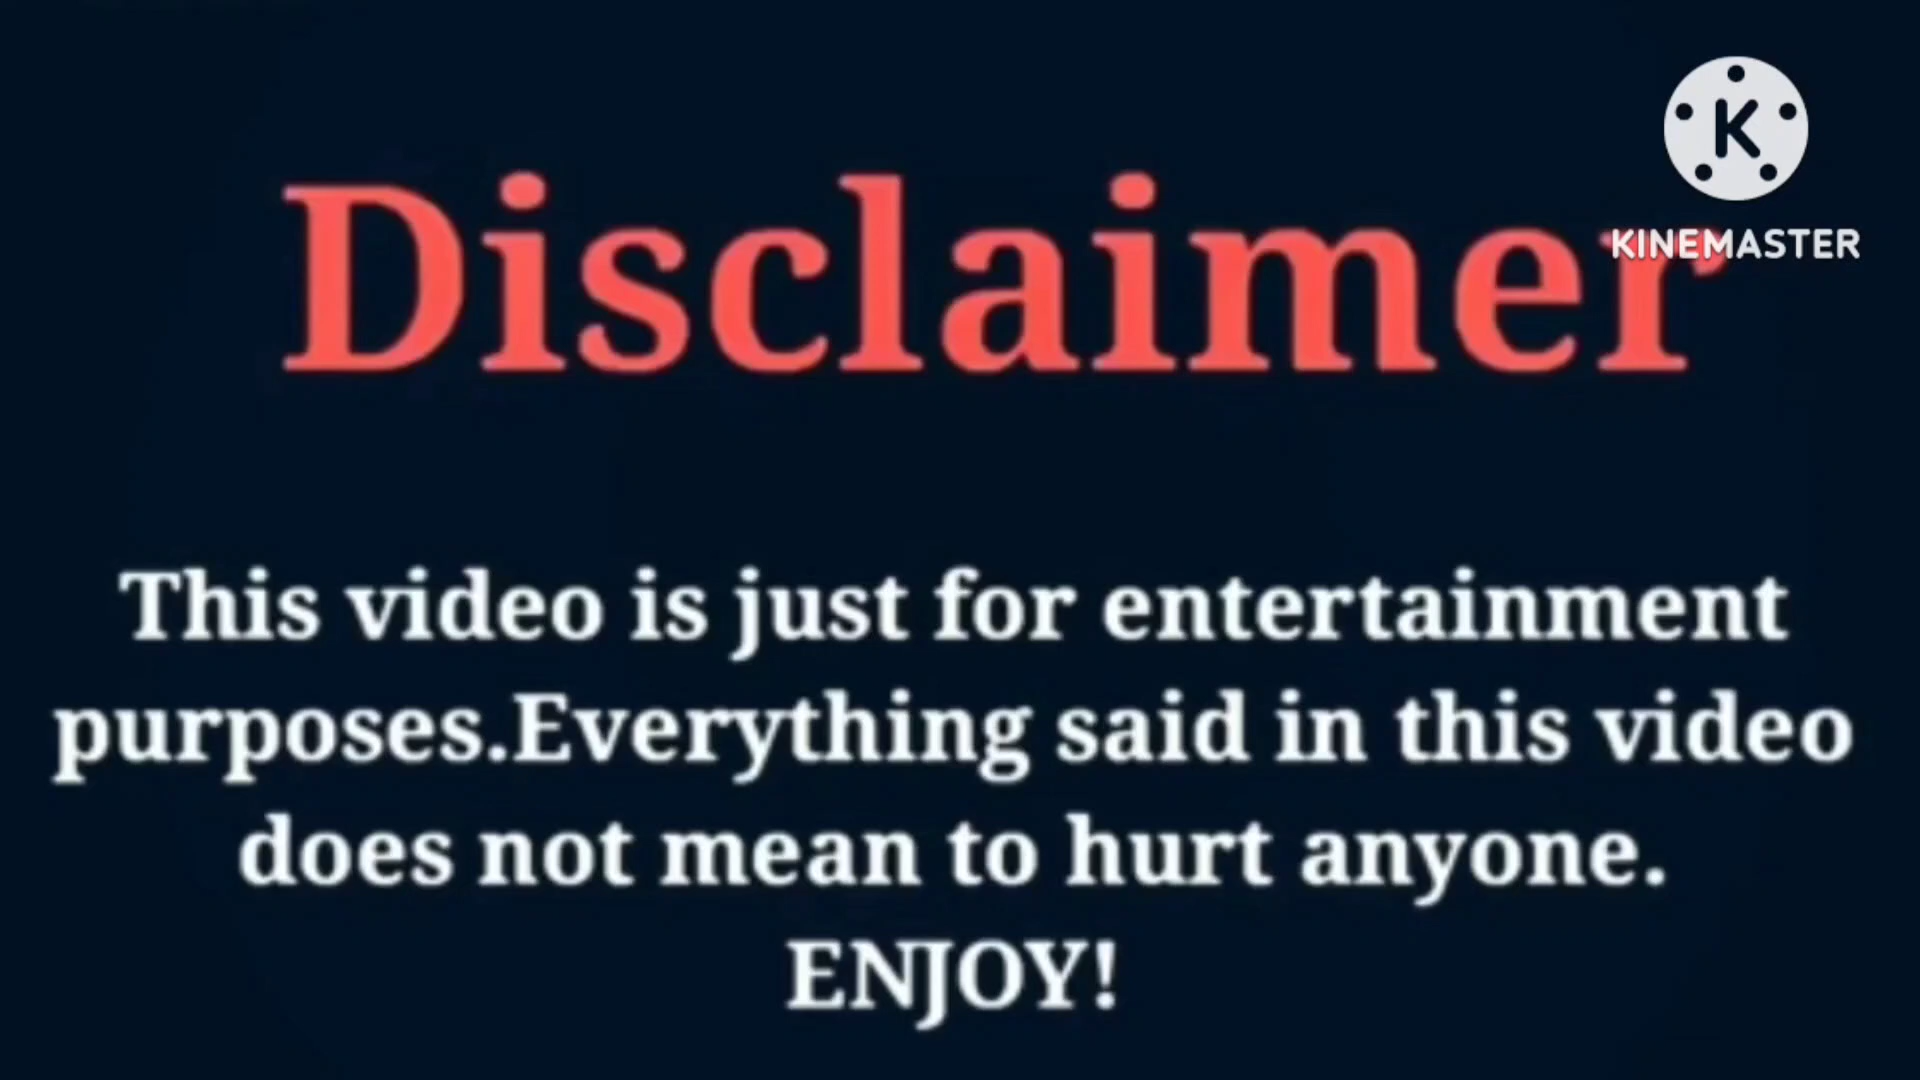 K
KINEMASTER
Disclaimer
This video is just for entertainment
purposes.Everything said in this video
does not mean to hurt anyone.
ENJOY!